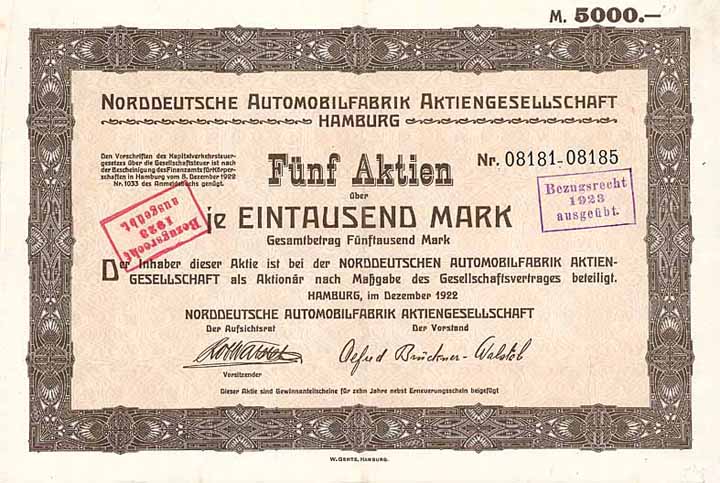 M. 5000.—
NORDDEUTSCHE AUTOMOBILFABRIK AKTIENGESELLSCHAFT
HAMBURG
Den Vorschriften des Kapitalverkehrsteuer-
gesetzes über die Gesellschaftsteuer ist nach
der Bescheinigung des Finanzamts für Körper-
schaften in Hamburg vom 8. Dezember 1922
Nr. 1033 des Anmeldebuchs genügt.
Fünf Aktien
Nr. 08181-08185
über
Bezugsrecht
1923
ausgeübt.
Bezugsrecht
1923
ausgeübt.
je EINTAUSEND MARK
Gesamtbetrag Fünftausend Mark
Der Inhaber dieser Aktie ist bei der NORDDEUTSCHEN AUTOMOBILFABRIK AKTIEN-
GESELLSCHAFT als Aktionär nach Maßgabe des Gesellschaftsvertrages beteiligt.
HAMBURG, im Dezember 1922
NORDDEUTSCHE AUTOMOBILFABRIK AKTIENGESELLSCHAFT
Der Aufsichtsrat
Der Vorstand
Brückner-
Vorsitzender
Dieser Aktie sind Gewinnanteilscheine für zehn Jahre nebst Erneuerungsschein beigefügt
W. GENTE, HAMBURG.